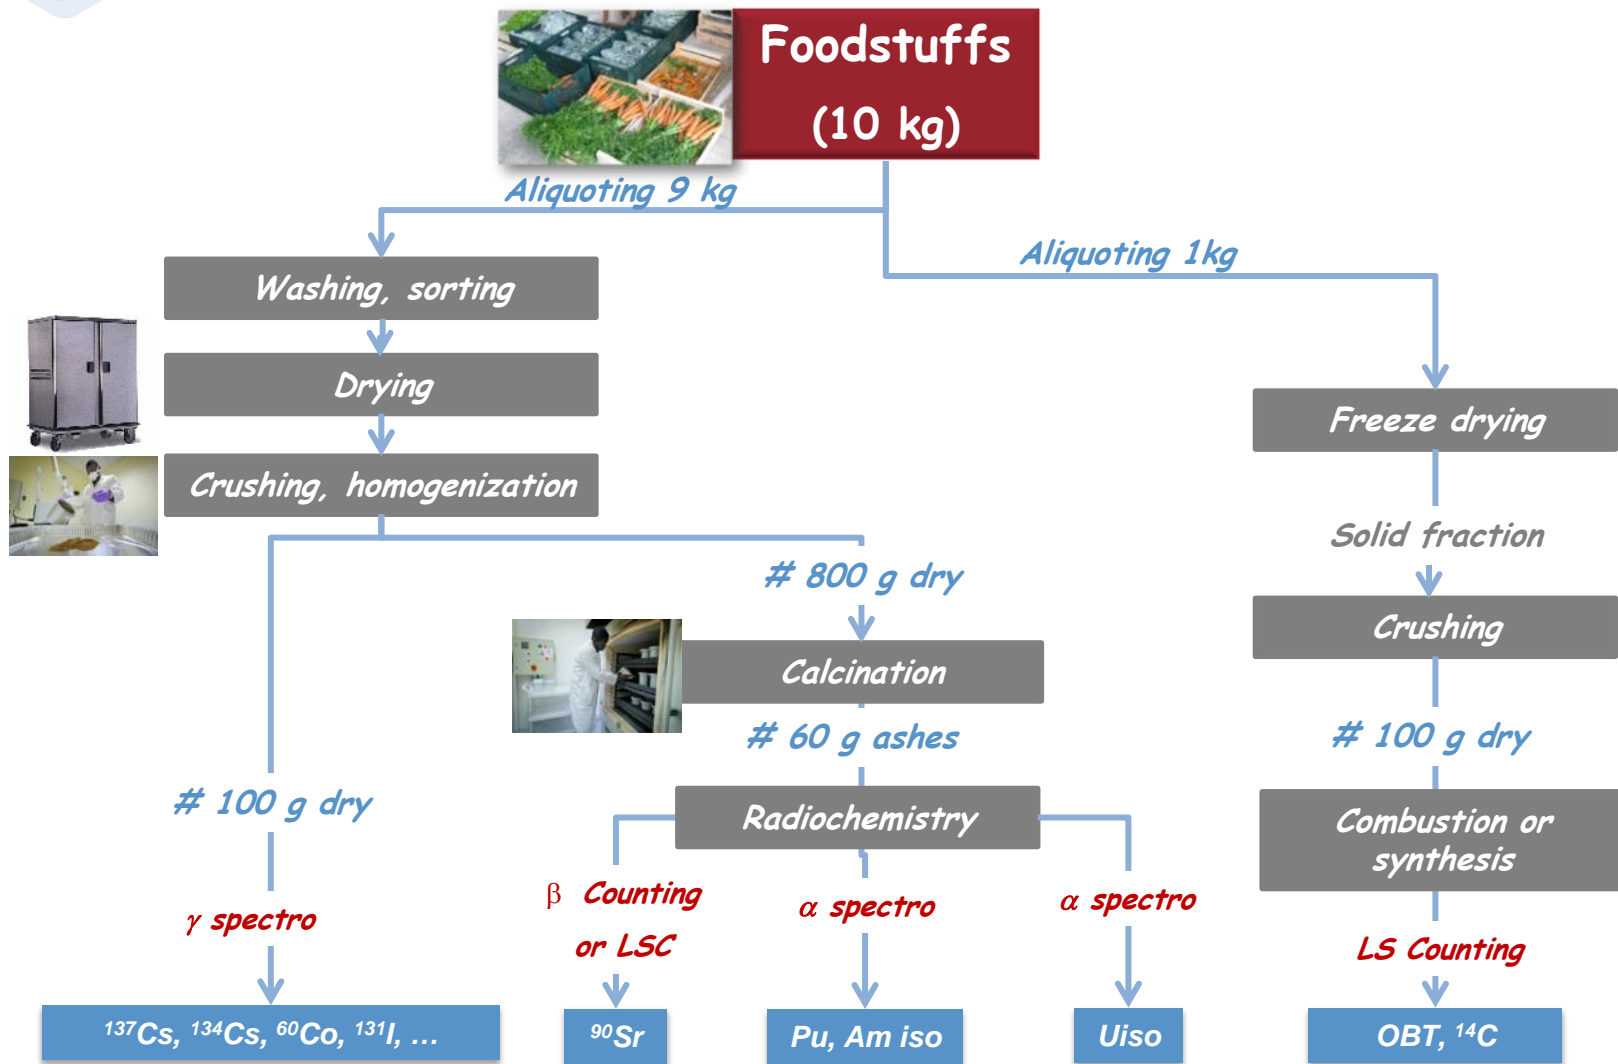 Foodstuffs
(10 kg)
Aliquoting 9 kg
Aliquoting 1kg
Washing, sorting
Drying
Crushing, homogenization
# 100 g dry
γ spectro
¹³⁷Cs, ¹³⁴Cs, ⁶⁰Co, ¹³¹I, ...
# 800 g dry
Calcination
# 60 g ashes
Radiochemistry
β Counting
or LSC
⁹⁰Sr
α spectro
Pu, Am iso
α spectro
Uiso
Freeze drying
Solid fraction
Crushing
# 100 g dry
Combustion or
synthesis
LS Counting
OBT, ¹⁴C